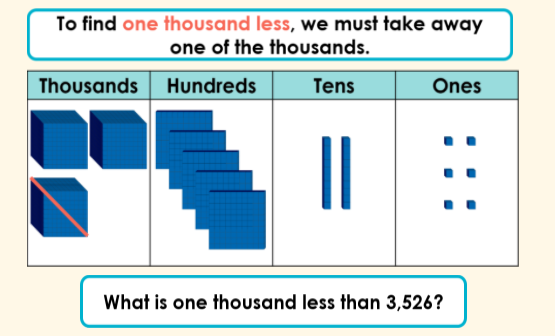 To find one thousand less, we must take away
one of the thousands.
Thousands Hundreds Tens Ones
What is one thousand less than 3,526?